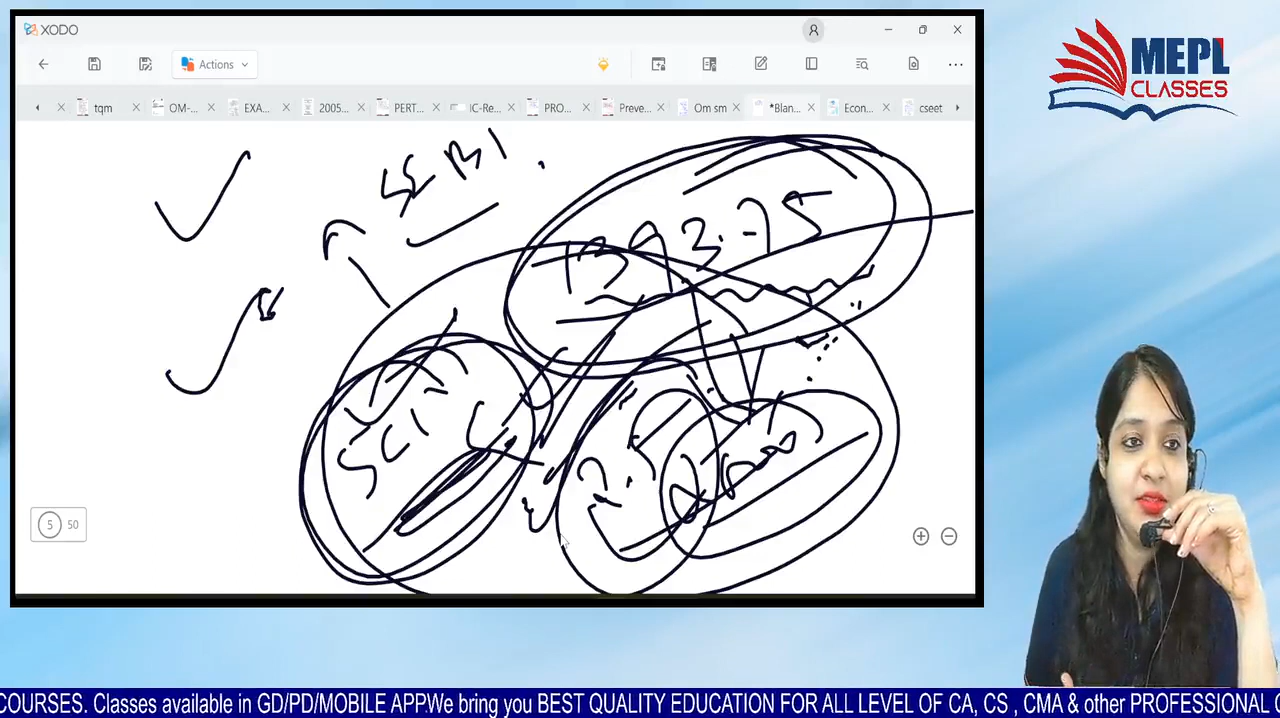 XODO
Actions
tqm
OM-...
EXA...
2005...
PERT...
IC-Re...
PRO...
Preve...
Om sm
*Blan...
Econ...
cseet
SEBI
1393.75
5 50
MEPL
CLASSES
COURSES. Classes available in GD/PD/MOBILE APP.We bring you BEST QUALITY EDUCATION FOR ALL LEVEL OF CA, CS , CMA & other PROFESSIONAL